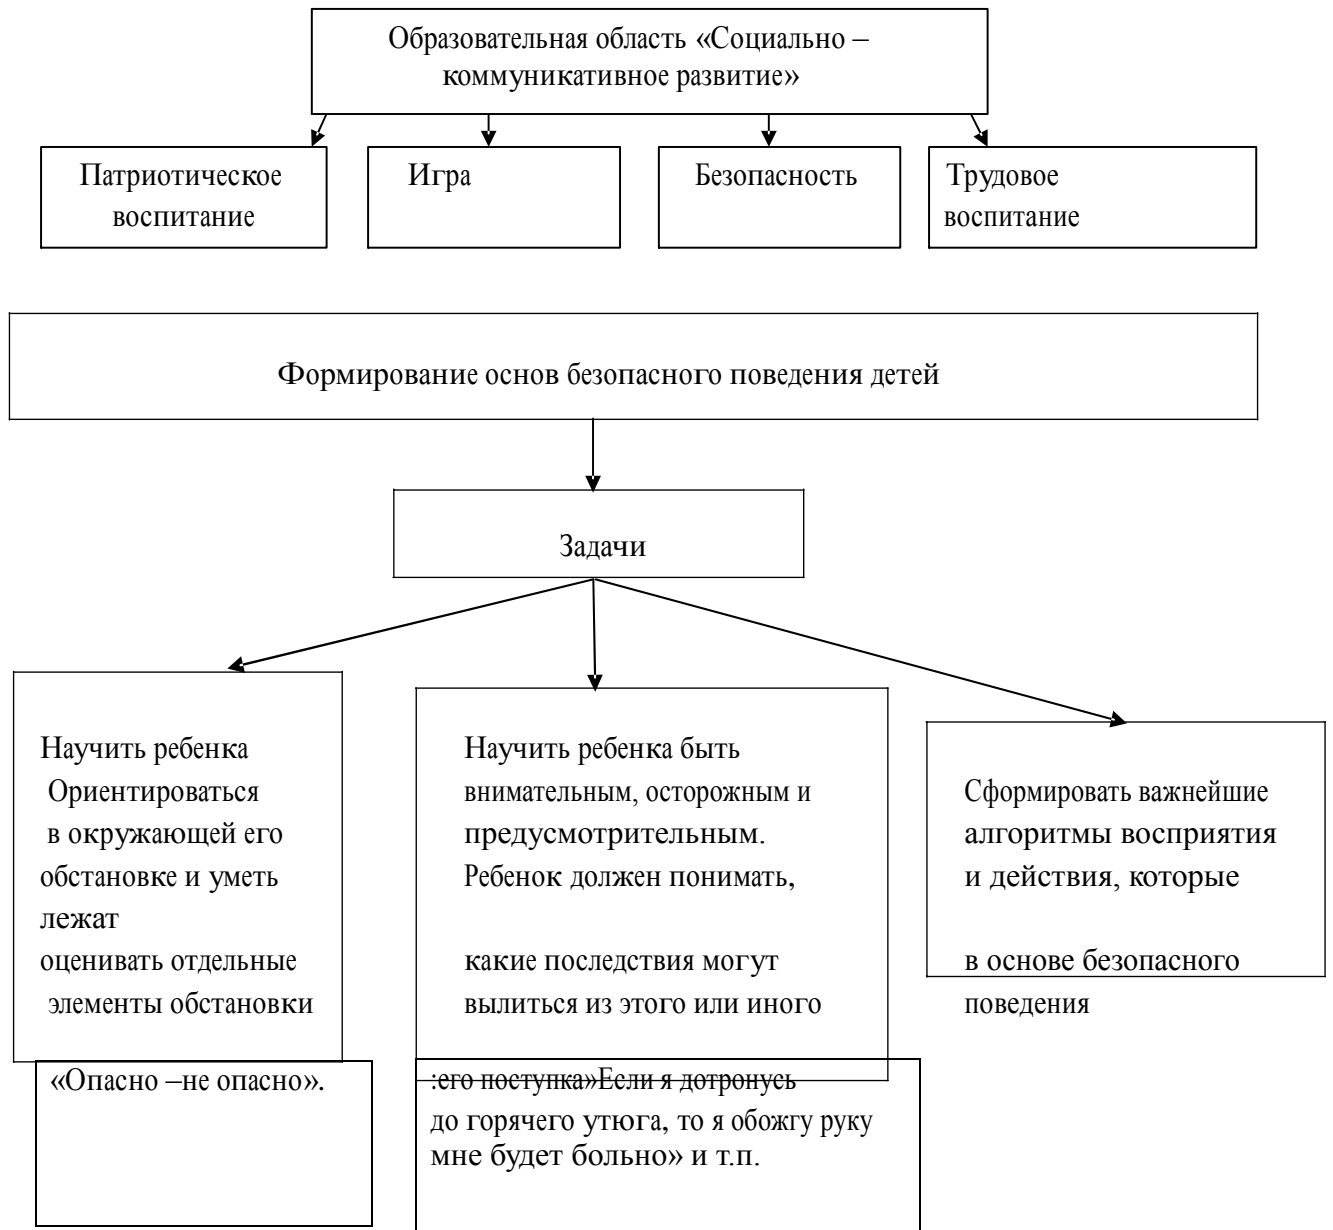 Образовательная область «Социально –
коммуникативное развитие»
Патриотическое
воспитание
Игра
Безопасность
Трудовое
воспитание
Формирование основ безопасного поведения детей
Задачи
Научить ребенка
Ориентироваться
в окружающей его
обстановке и уметь
лежат
оценивать отдельные
элементы обстановки
«Опасно –не опасно».
Научить ребенка быть
внимательным, осторожным и
предусмотрительным.
Ребенок должен понимать,
какие последствия могут
вылиться из этого или иного
:его поступка»Если я дотронусь
до горячего утюга, то я обожгу руку
мне будет больно» и т.п.
Сформировать важнейшие
алгоритмы восприятия
и действия, которые
в основе безопасного
поведения